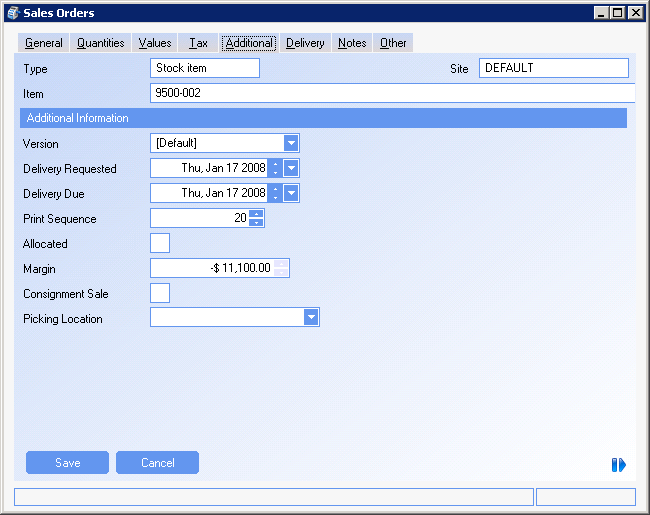 Sales Orders
General Quantities Values Tax Additional Delivery Notes Other
Type Stock item Site DEFAULT
Item 9500-002
Additional Information
Version [Default]
Delivery Requested Thu, Jan 17 2008
Delivery Due Thu, Jan 17 2008
Print Sequence 20
Allocated
Margin -$ 11,100.00
Consignment Sale
Picking Location
Save Cancel